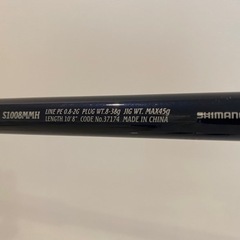 S1008MMH
LINE PE 0.8-2G PLUG WT.8-38g JIG WT. MAX45g
LENGTH 10'8" CODE No.37174 MADE IN CHINA
SHIMANO